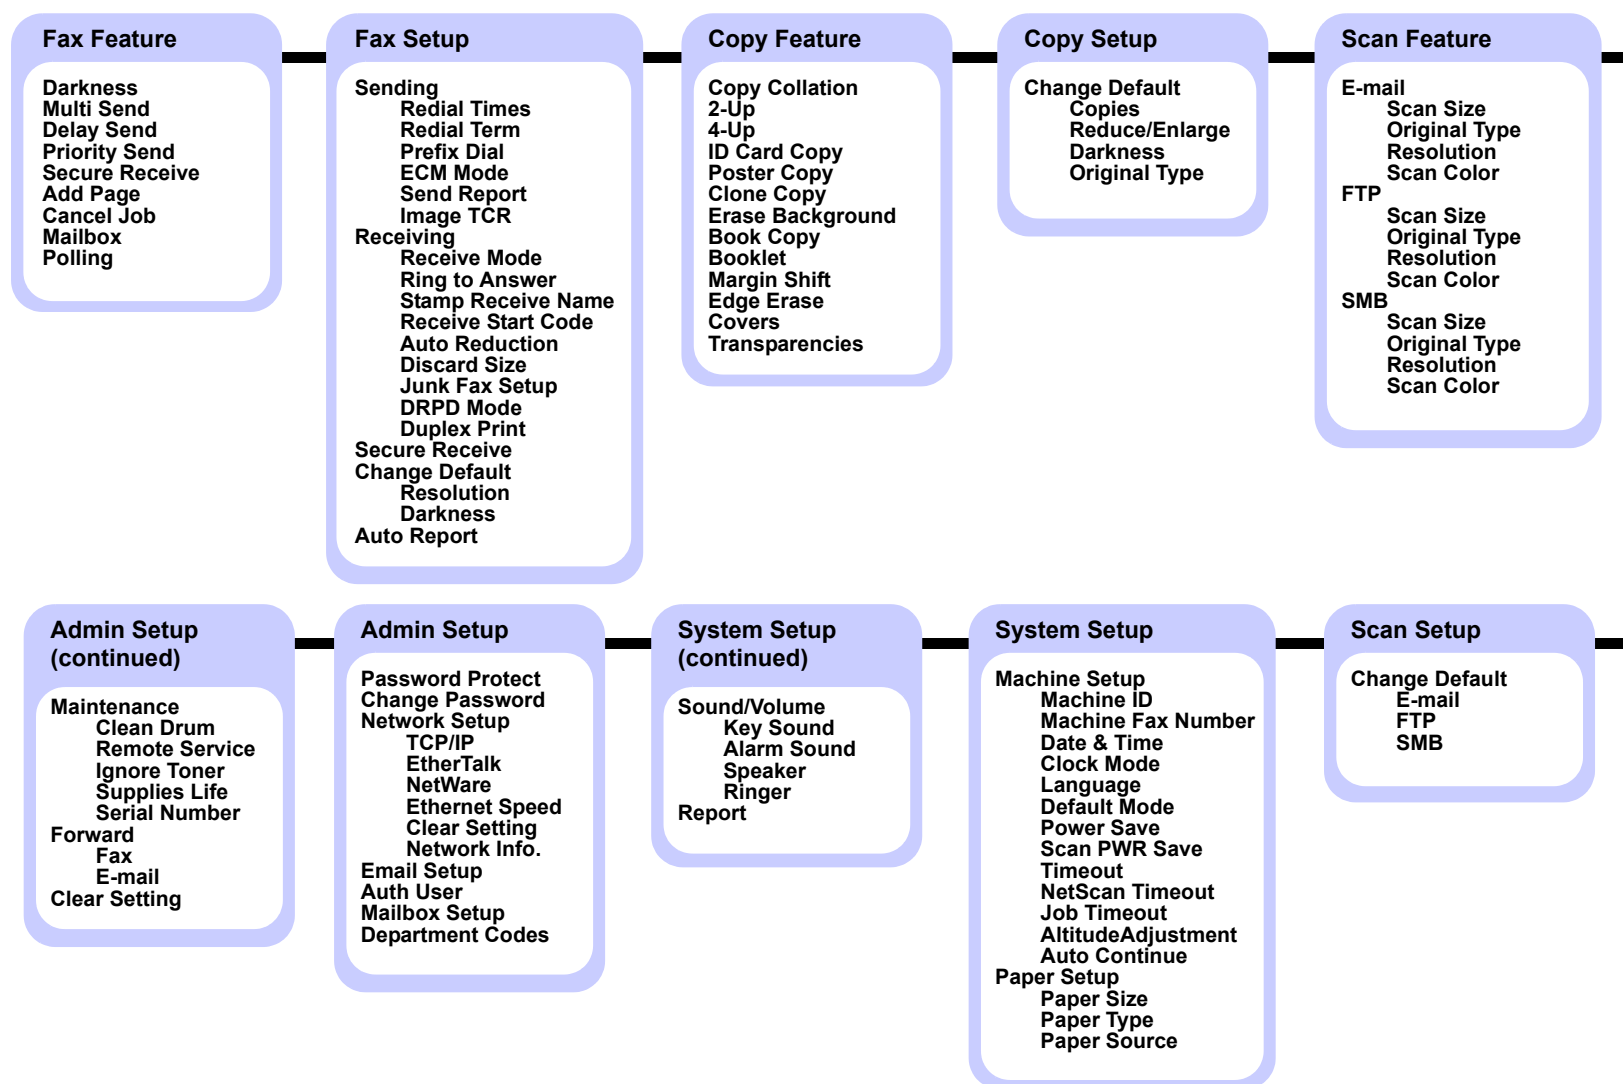 Fax Feature
Darkness
Multi Send
Delay Send
Priority Send
Secure Receive
Add Page
Cancel Job
Mailbox
Polling
Fax Setup
Sending
Redial Times
Redial Term
Prefix Dial
ECM Mode
Send Report
Image TCR
Receiving
Receive Mode
Ring to Answer
Stamp Receive Name
Receive Start Code
Auto Reduction
Discard Size
Junk Fax Setup
DRPD Mode
Duplex Print
Secure Receive
Change Default
Resolution
Darkness
Auto Report
Copy Feature
Copy Collation
2-Up
4-Up
ID Card Copy
Poster Copy
Clone Copy
Erase Background
Book Copy
Booklet
Margin Shift
Edge Erase
Covers
Transparencies
Copy Setup
Change Default
Copies
Reduce/Enlarge
Darkness
Original Type
Scan Feature
E-mail
Scan Size
Original Type
Resolution
Scan Color
FTP
Scan Size
Original Type
Resolution
Scan Color
SMB
Scan Size
Original Type
Resolution
Scan Color
Admin Setup
(continued)
Maintenance
Clean Drum
Remote Service
Ignore Toner
Supplies Life
Serial Number
Forward
Fax
E-mail
Clear Setting
Admin Setup
Password Protect
Change Password
Network Setup
TCP/IP
EtherTalk
NetWare
Ethernet Speed
Clear Setting
Network Info.
Email Setup
Auth User
Mailbox Setup
Department Codes
System Setup
(continued)
Sound/Volume
Key Sound
Alarm Sound
Speaker
Ringer
Report
System Setup
Machine Setup
Machine ID
Machine Fax Number
Date & Time
Clock Mode
Language
Default Mode
Power Save
Scan PWR Save
Timeout
NetScan Timeout
Job Timeout
AltitudeAdjustment
Auto Continue
Paper Setup
Paper Size
Paper Type
Paper Source
Scan Setup
Change Default
E-mail
FTP
SMB